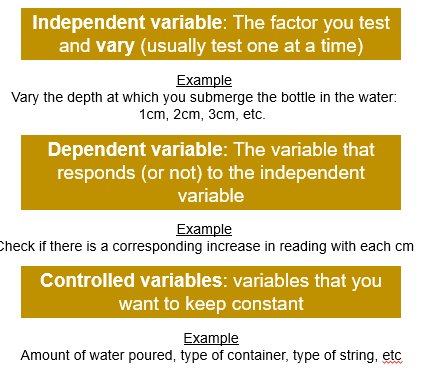 Independent variable: The factor you test
and vary (usually test one at a time)
Example
Vary the depth at which you submerge the bottle in the water:
1cm, 2cm, 3cm, etc.
Dependent variable: The variable that
responds (or not) to the independent
variable
Example
Check if there is a corresponding increase in reading with each cm
Controlled variables: variables that you
want to keep constant
Example
Amount of water poured, type of container, type of string, etc